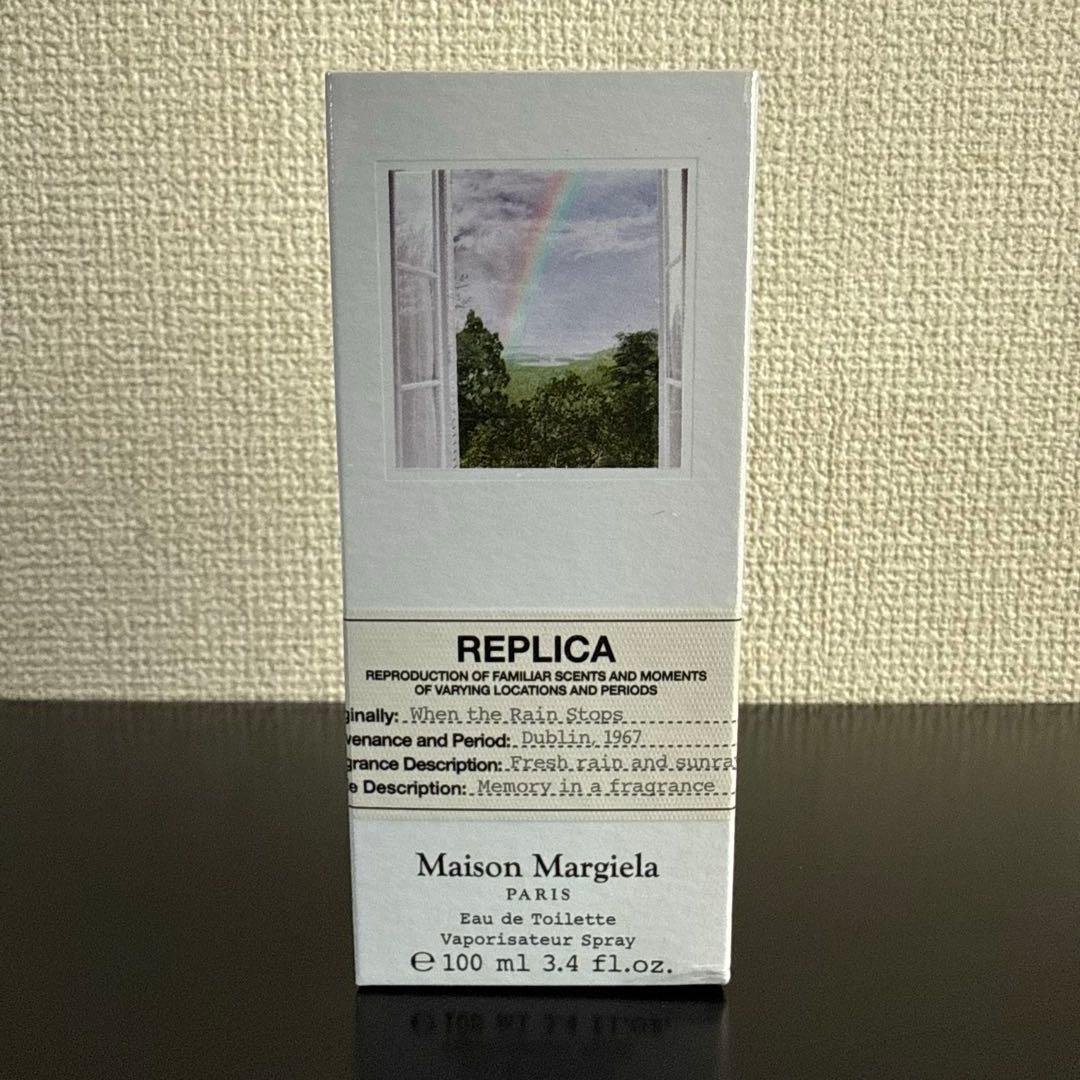 REPLICA
REPRODUCTION OF FAMILIAR SCENTS AND MOMENTS
OF VARYING LOCATIONS AND PERIODS
ginally: When the Rain Stops
venance and Period: Dublin, 1967
grance Description: Fresh rain and sunra
e Description: Memory in a fragrance
Maison Margiela
PARIS
Eau de Toilette
Vaporisateur Spray
℮ 100 ml 3.4 fl.oz.